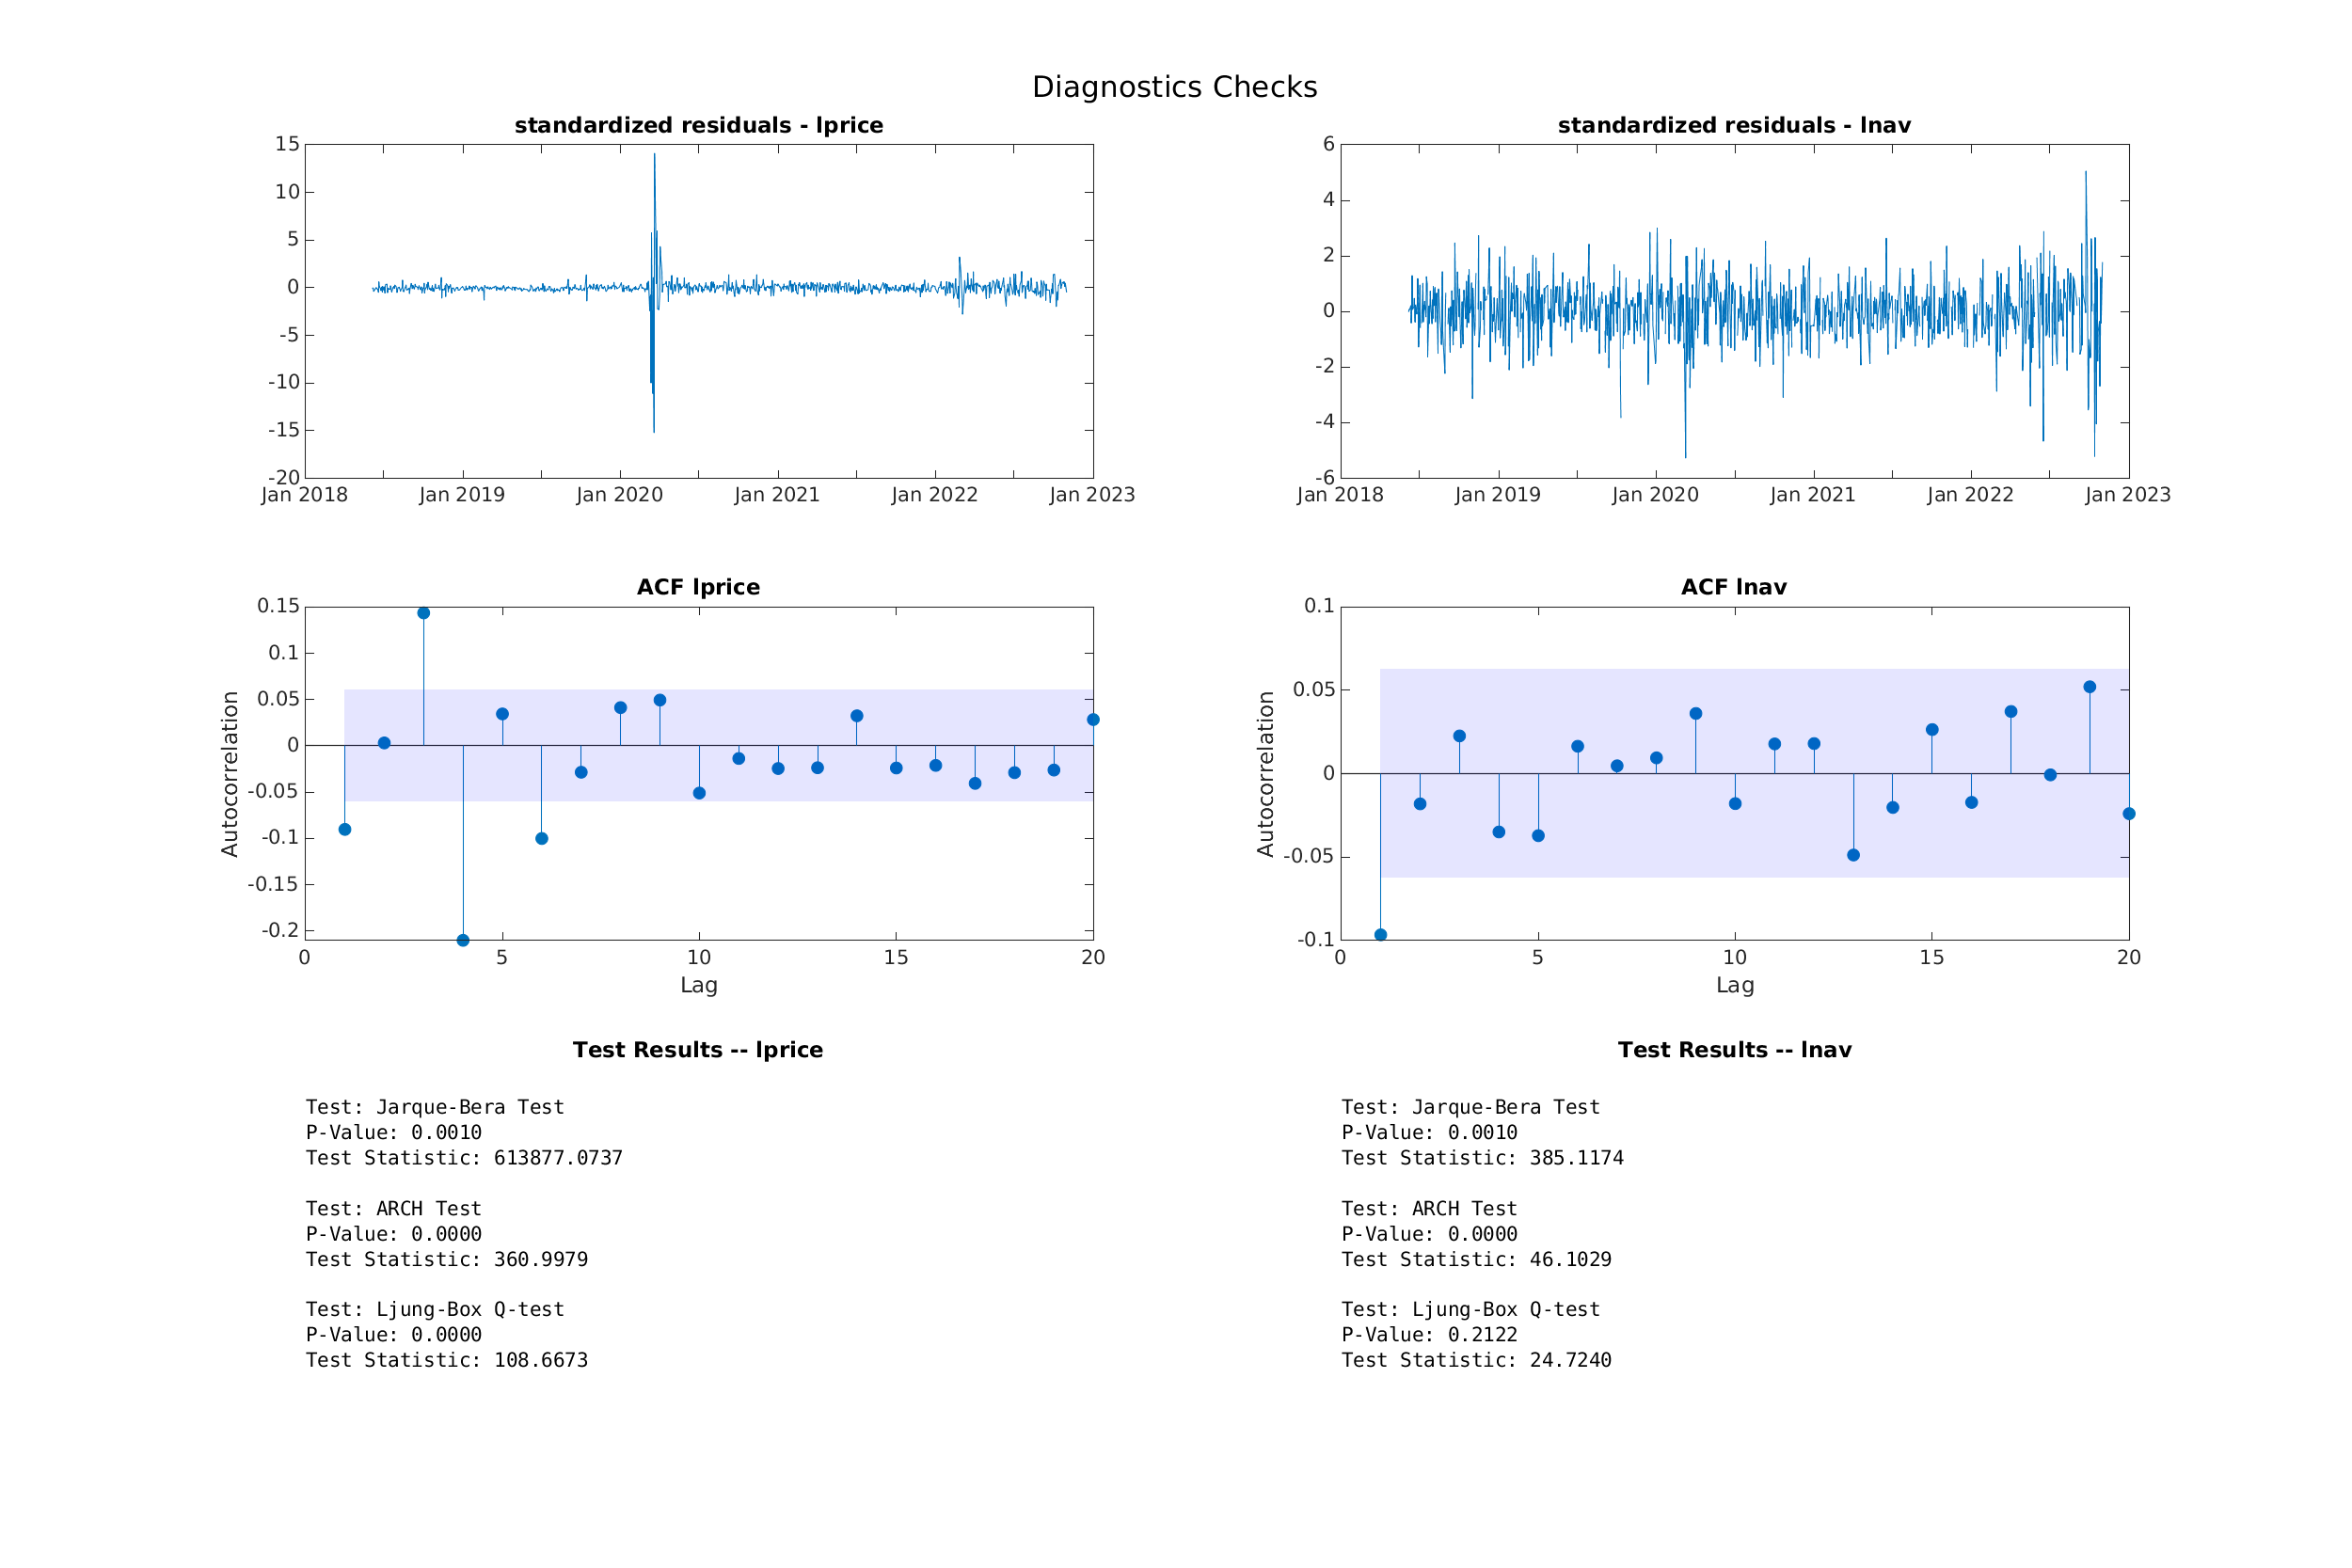 Diagnostics Checks
standardized residuals - lprice
15
10
5
0
-5
-10
-15
-20
Jan 2018 Jan 2019 Jan 2020 Jan 2021 Jan 2022 Jan 2023
standardized residuals - lnav
6
4
2
0
-2
-4
-6
Jan 2018 Jan 2019 Jan 2020 Jan 2021 Jan 2022 Jan 2023
ACF lprice
Autocorrelation
0.15
0.1
0.05
0
-0.05
-0.1
-0.15
-0.2
0 5 10 15 20
Lag
ACF lnav
Autocorrelation
0.1
0.05
0
-0.05
-0.1
0 5 10 15 20
Lag
Test Results -- lprice
Test: Jarque-Bera Test
P-Value: 0.0010
Test Statistic: 613877.0737
Test: ARCH Test
P-Value: 0.0000
Test Statistic: 360.9979
Test: Ljung-Box Q-test
P-Value: 0.0000
Test Statistic: 108.6673
Test Results -- lnav
Test: Jarque-Bera Test
P-Value: 0.0010
Test Statistic: 385.1174
Test: ARCH Test
P-Value: 0.0000
Test Statistic: 46.1029
Test: Ljung-Box Q-test
P-Value: 0.2122
Test Statistic: 24.7240